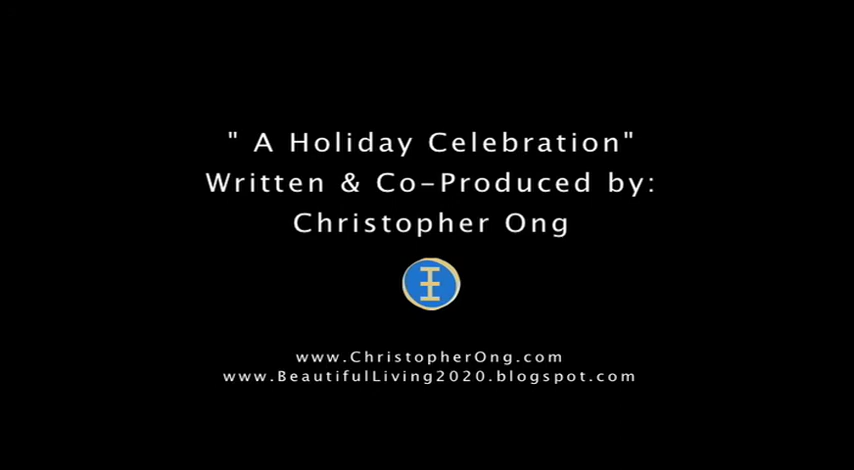 " A Holiday Celebration"
Written & Co-Produced by:
Christopher Ong
www.ChristopherOng.com
www.BeautifulLiving2020.blogspot.com